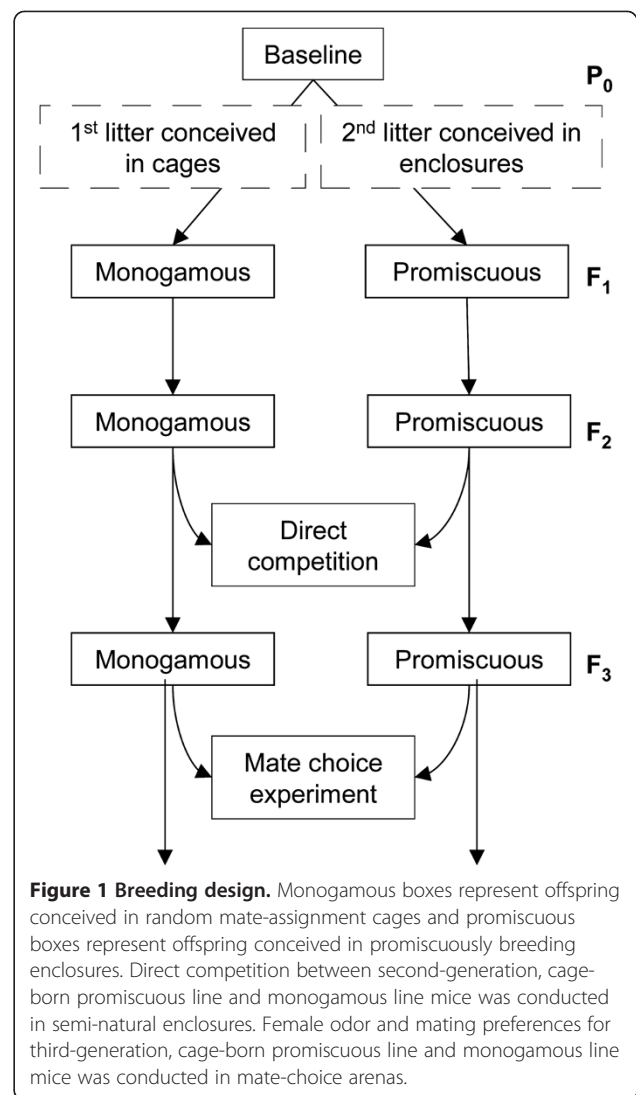 Baseline
P0
1st litter conceived
in cages
2nd litter conceived in
enclosures
Monogamous
Promiscuous
F1
Monogamous
Promiscuous
F2
Direct
competition
Monogamous
Promiscuous
F3
Mate choice
experiment
Figure 1 Breeding design. Monogamous boxes represent offspring
conceived in random mate-assignment cages and promiscuous
boxes represent offspring conceived in promiscuously breeding
enclosures. Direct competition between second-generation, cage-
born promiscuous line and monogamous line mice was conducted
in semi-natural enclosures. Female odor and mating preferences for
third-generation, cage-born promiscuous line and monogamous line
mice was conducted in mate-choice arenas.